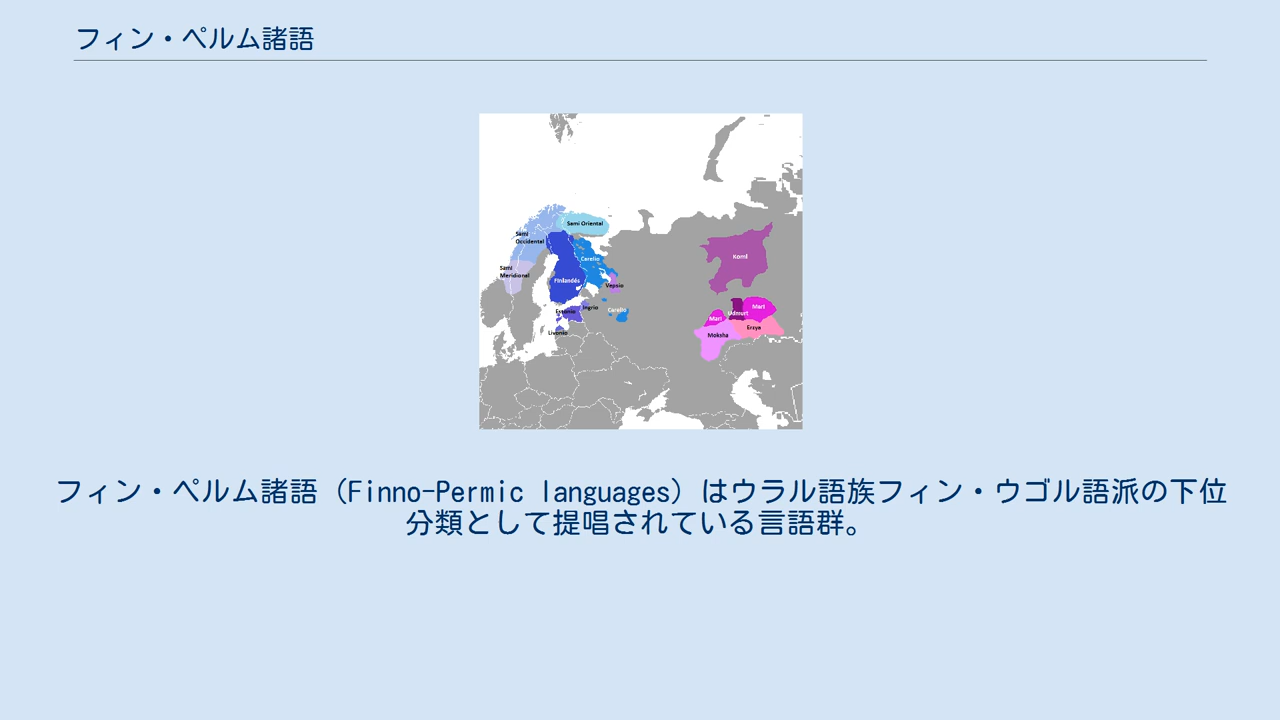 フィン・ペルム諸語
Sami Oriental
Sami
Occidental
Carelio
Komi
Sami
Meridional
Finlandés
Vepsio
Estonio
Ingrio
Carelio
Livonio
Mari
Udmurt
Mari
Erzya
Moksha
フィン・ペルム諸語（Finno-Permic languages）はウラル語族フィン・ウゴル語派の下位
分類として提唱されている言語群。